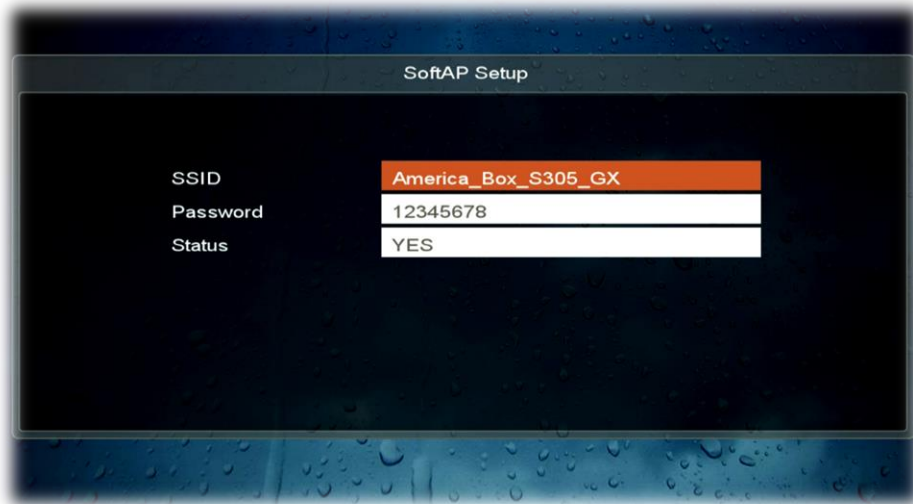 SoftAP Setup
SSID America_Box_S305_GX
Password 12345678
Status YES